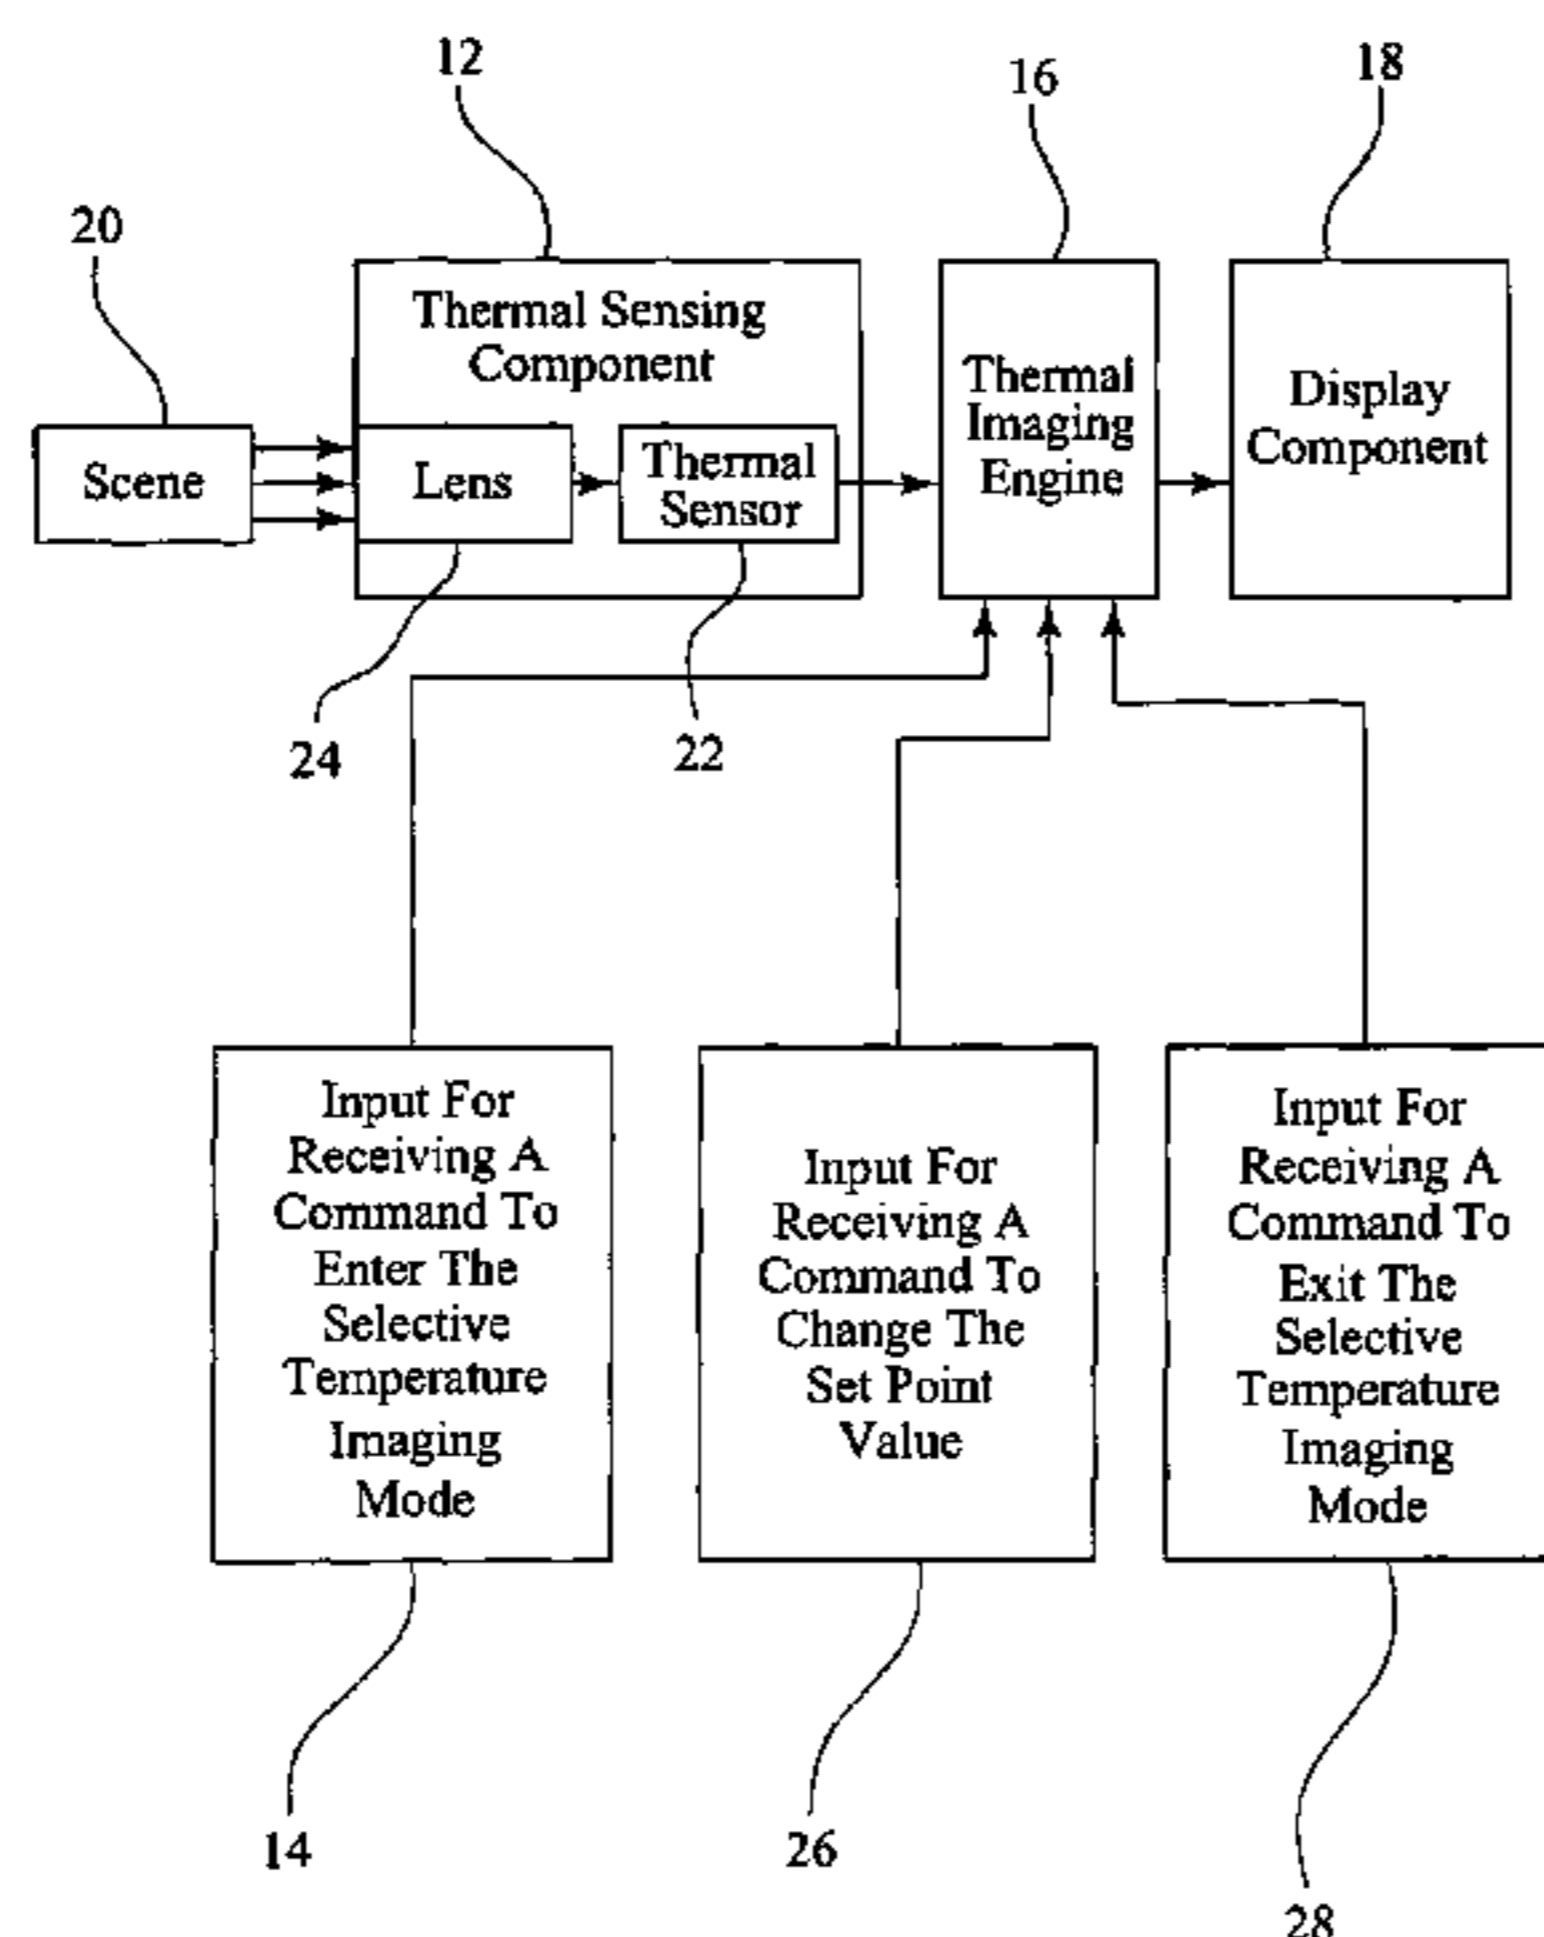 12
16
18
20
Thermal Sensing
Component
Scene
Lens
Thermal
Sensor
Thermal
Imaging
Engine
Display
Component
24
22
Input For
Receiving A
Command To
Enter The
Selective
Temperature
Imaging
Mode
Input For
Receiving A
Command To
Change The
Set Point
Value
Input For
Receiving A
Command To
Exit The
Selective
Temperature
Imaging
Mode
14
26
28